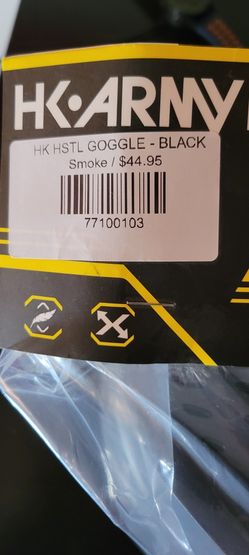 HK•ARMY
HK HSTL GOGGLE - BLACK
Smoke / $44.95
77100103